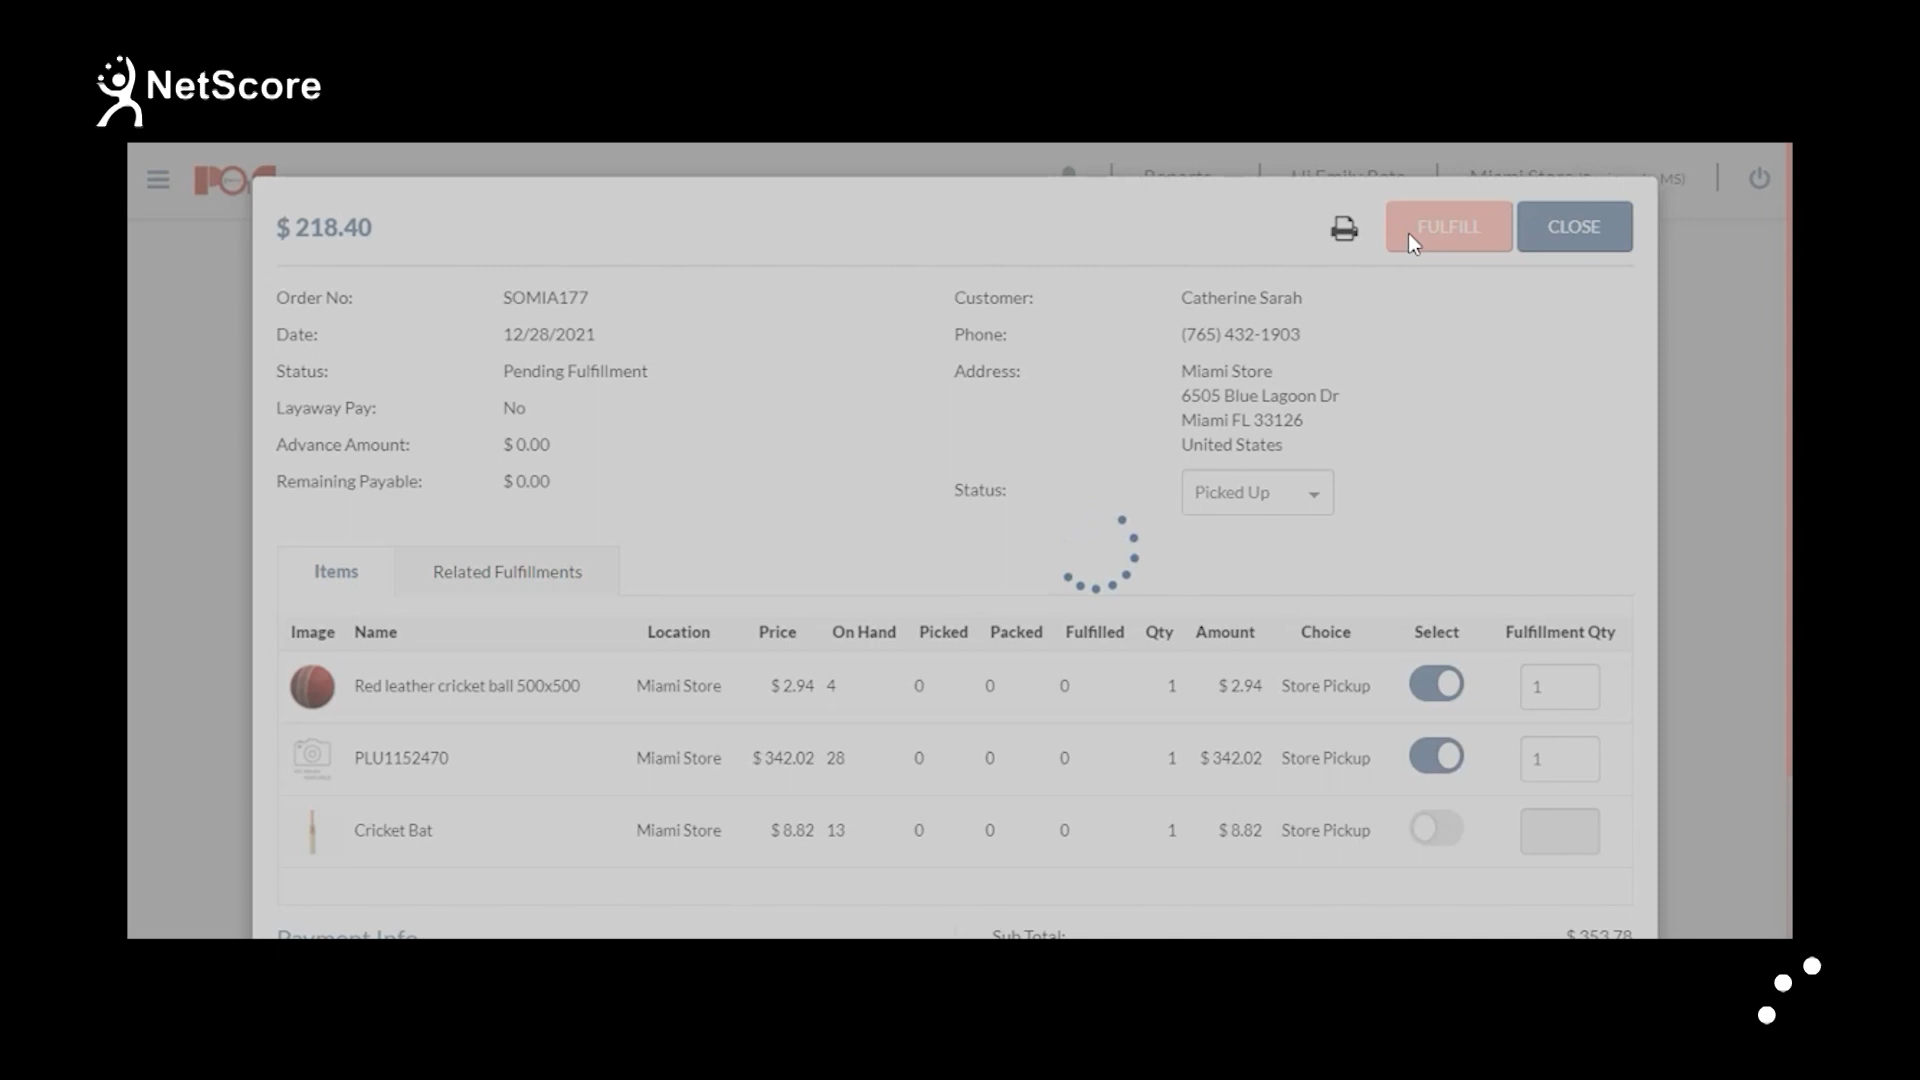 NetScore
$ 218.40
FULFILL
CLOSE
Order No: SOMIA177
Date: 12/28/2021
Status: Pending Fulfillment
Layaway Pay: No
Advance Amount: $ 0.00
Remaining Payable: $ 0.00
Customer: Catherine Sarah
Phone: (765) 432-1903
Address: Miami Store
6505 Blue Lagoon Dr
Miami FL 33126
United States
Status: Picked Up
Items Related Fulfillments
Image Name Location Price On Hand Picked Packed Fulfilled Qty Amount Choice Select Fulfillment Qty
Red leather cricket ball 500x500 Miami Store $ 2.94 4 0 0 0 1 $ 2.94 Store Pickup 1
PLU1152470 Miami Store $ 342.02 28 0 0 0 1 $ 342.02 Store Pickup 1
Cricket Bat Miami Store $ 8.82 13 0 0 0 1 $ 8.82 Store Pickup
Payment Info
Sub Total: $ 353.78